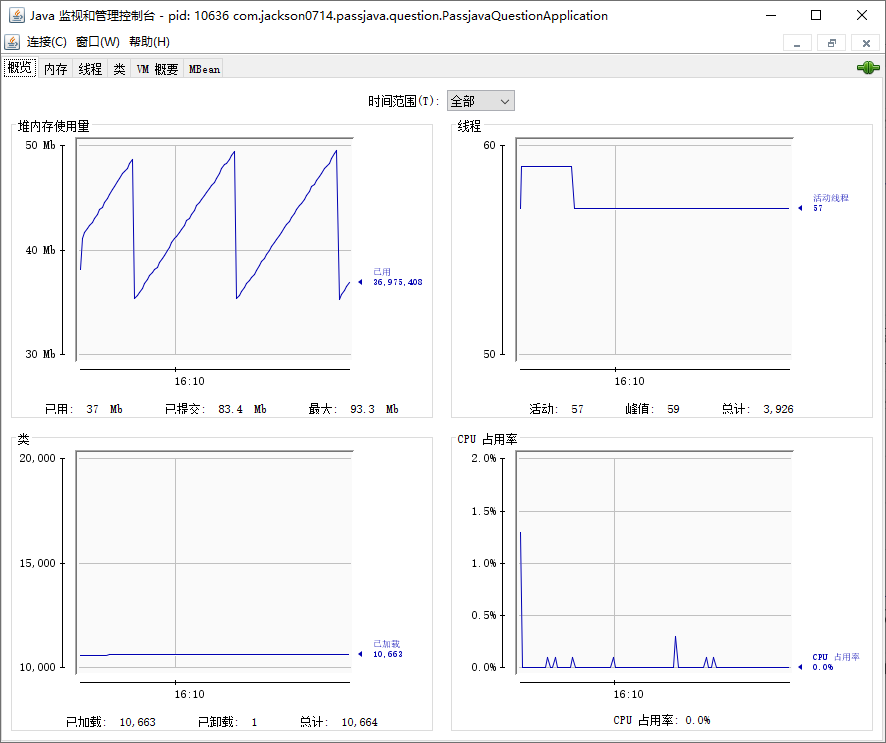 Java 监视和管理控制台 - pid: 10636 com.jackson0714.passjava.question.PassjavaQuestionApplication
连接(C) 窗口(W) 帮助(H)
概览 内存 线程 类 VM 概要 MBean
时间范围(T): 全部
堆内存使用量
50 Mb
40 Mb
30 Mb
已用
36,975,408
16:10
已用: 37 Mb 已提交: 83.4 Mb 最大: 93.3 Mb
线程
60
50
活动线程
57
16:10
活动: 57 峰值: 59 总计: 3,926
类
20,000
15,000
10,000
已加载
10,663
16:10
已加载: 10,663 已卸载: 1 总计: 10,664
CPU 占用率
2.0%
1.5%
1.0%
0.5%
0.0%
CPU 占用率
0.0%
16:10
CPU 占用率: 0.0%